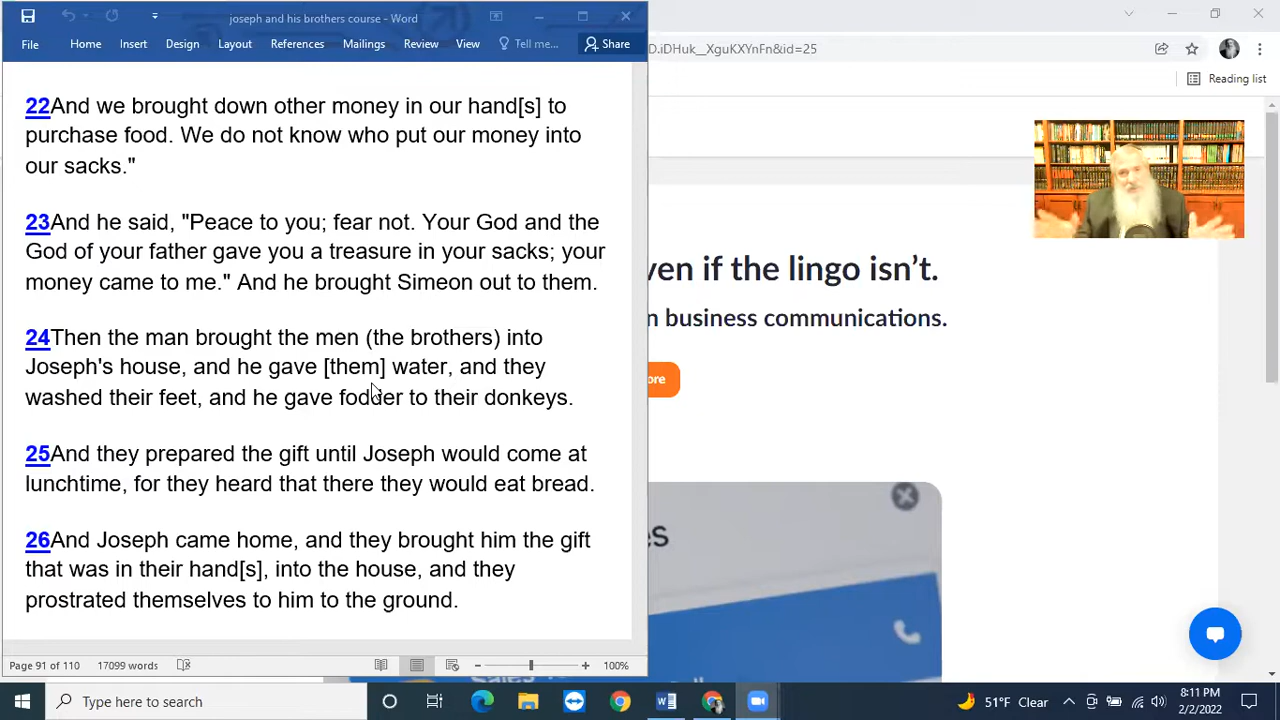 joseph and his brothers course - Word
File Home Insert Design Layout References Mailings Review View Tell me... Share
D.iDHuk__XguKXYnFn&id=25
Reading list
22And we brought down other money in our hand[s] to
purchase food. We do not know who put our money into
our sacks."
23And he said, "Peace to you; fear not. Your God and the
God of your father gave you a treasure in your sacks; your
money came to me." And he brought Simeon out to them.
24Then the man brought the men (the brothers) into
Joseph's house, and he gave [them] water, and they
washed their feet, and he gave fodder to their donkeys.
25And they prepared the gift until Joseph would come at
lunchtime, for they heard that there they would eat bread.
26And Joseph came home, and they brought him the gift
that was in their hand[s], into the house, and they
prostrated themselves to him to the ground.
ven if the lingo isn't.
n business communications.
ore
es
Page 91 of 110 17099 words 100%
Type here to search
51°F Clear
8:11 PM
2/2/2022